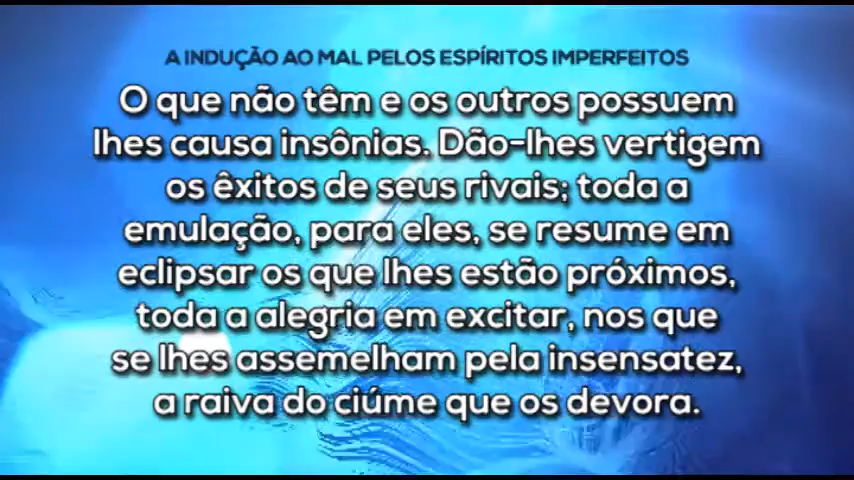 A INDUÇÃO AO MAL PELOS ESPÍRITOS IMPERFEITOS
O que não têm e os outros possuem
lhes causa insônias. Dão-lhes vertigem
os êxitos de seus rivais; toda a
emulação, para eles, se resume em
eclipsar os que lhes estão próximos,
toda a alegria em excitar, nos que
se lhes assemelham pela insensatez,
a raiva do ciúme que os devora.